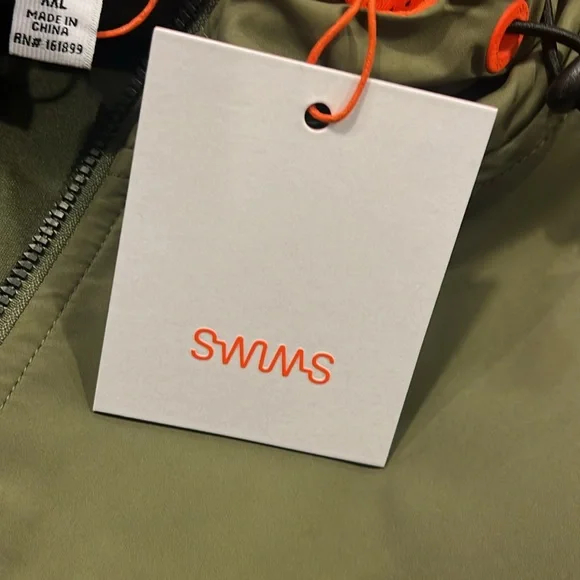 XXL
MADE IN
CHINA
RN# 161899
SWIMS